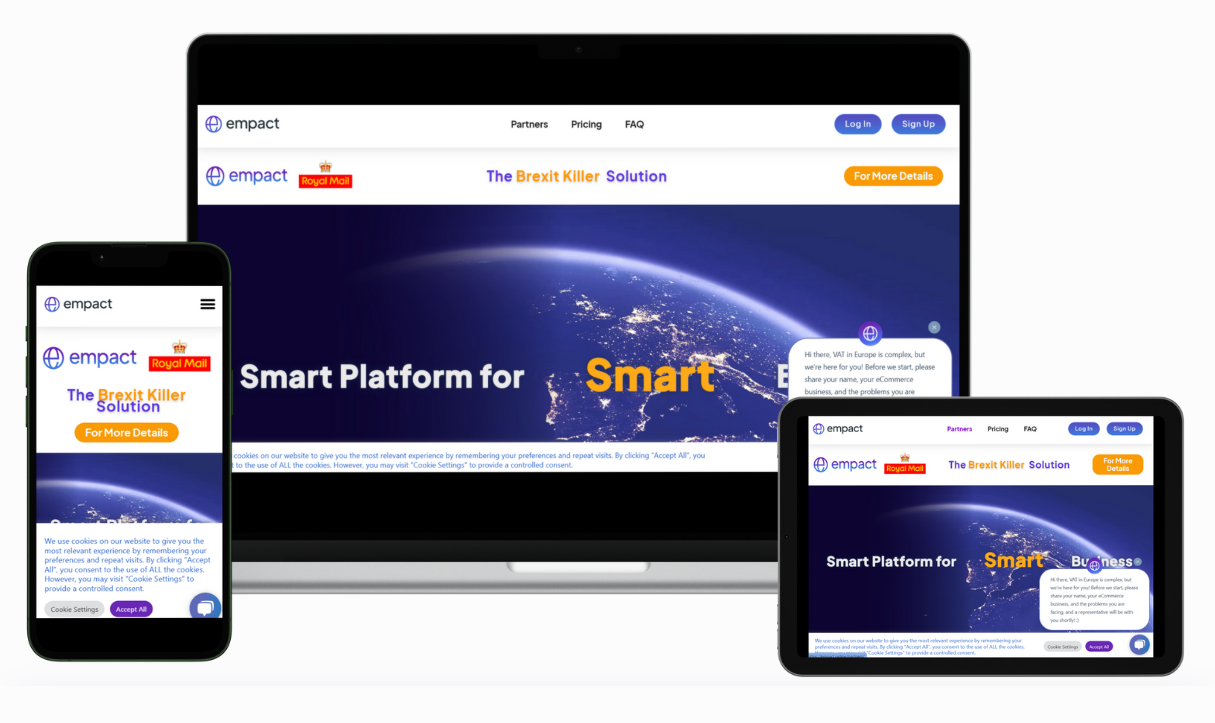 empact
Partners Pricing FAQ
Log In Sign Up
empact Royal Mail
The Brexit Killer Solution
For More Details
Smart Platform for Smart B
Hi there, VAT in Europe is complex, but
we're here for you! Before we start, please
share your name, your eCommerce
business, and the problems you are
cookies on our website to give you the most relevant experience by remembering your preferences and repeat visits. By clicking "Accept All", you
t to the use of ALL the cookies. However, you may visit "Cookie Settings" to provide a controlled consent.
empact
empact Royal Mail
The Brexit Killer
Solution
For More Details
Smart Platform for
We use cookies on our website to give you the
most relevant experience by remembering your
preferences and repeat visits. By clicking "Accept
All", you consent to the use of ALL the cookies.
However, you may visit "Cookie Settings" to
provide a controlled consent.
Cookie Settings Accept All
empact
Partners Pricing FAQ
Log In Sign Up
empact Royal Mail
The Brexit Killer Solution
For More
Details
Smart Platform for Smart Business
Hi there, VAT in Europe is complex, but
we're here for you! Before we start, please
share your name, your eCommerce
business, and the problems you are
facing, and a representative will be with
you shortly! :)
We use cookies on our website to give you the most relevant experience by remembering your
preferences and repeat visits. By clicking "Accept All", you consent to the use of ALL the cookies.
However, you may visit "Cookie Settings" to provide a controlled consent.
Cookie Settings Accept All